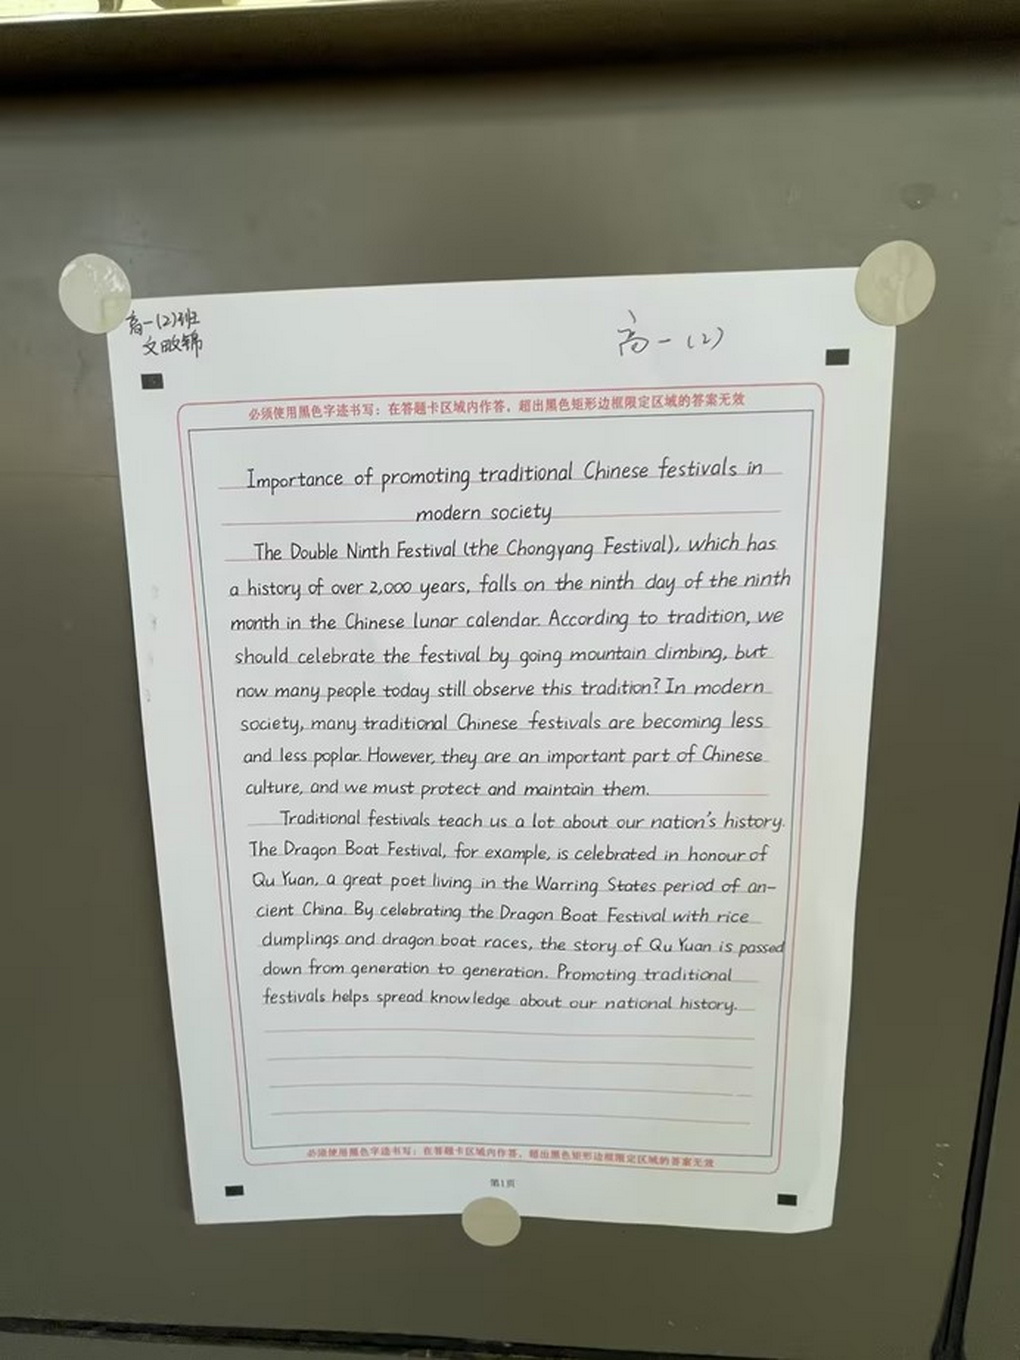 高一(2)班
文
高一(2)
必须使用黑色字迹书写：在答题卡区域内作答，超出黑色矩形边框限定区域的答案无效
Importance of promoting traditional Chinese festivals in
modern society
The Double Ninth Festival (the Chongyang Festival), which has
a history of over 2,000 years, falls on the ninth day of the ninth
month in the Chinese lunar calendar. According to tradition, we
should celebrate the festival by going mountain climbing, but
now many people today still observe this tradition? In modern
society, many traditional Chinese festivals are becoming less
and less poplar. However, they are an important part of Chinese
culture, and we must protect and maintain them.
Traditional festivals teach us a lot about our nation's history.
The Dragon Boat Festival, for example, is celebrated in honour of
Qu Yuan, a great poet living in the Warring States period of an-
cient China. By celebrating the Dragon Boat Festival with rice
dumplings and dragon boat races, the story of Qu Yuan is passed
down from generation to generation. Promoting traditional
festivals helps spread knowledge about our national history.
必须使用黑色字迹书写：在答题卡区域内作答，超出黑色矩形边框限定区域的答案无效
第1页